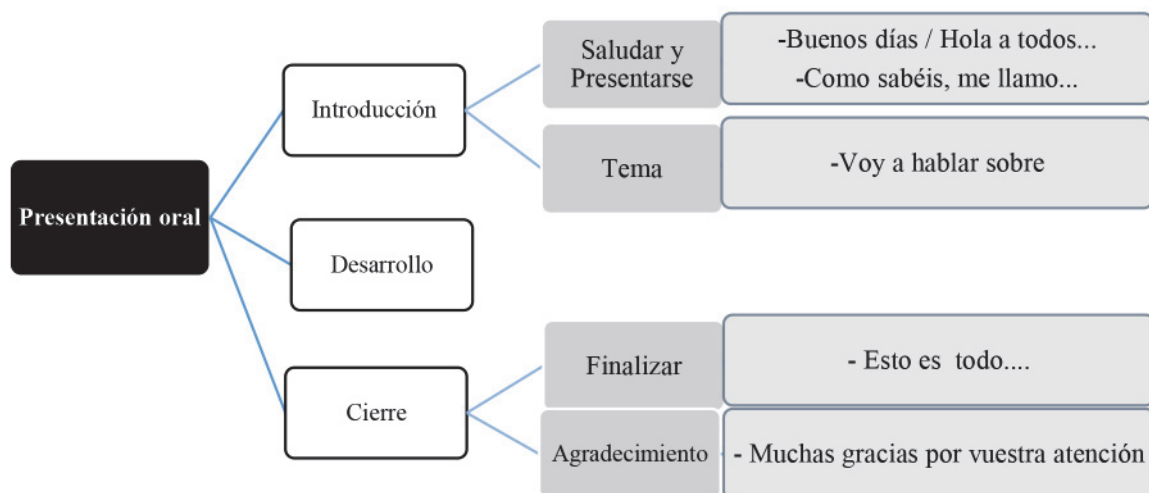 Presentación oral
Introducción
Saludar y
Presentarse
-Buenos días / Hola a todos...
-Como sabéis, me llamo...
Tema
-Voy a hablar sobre
Desarrollo
Cierre
Finalizar
- Esto es  todo....
Agradecimiento
- Muchas gracias por vuestra atención